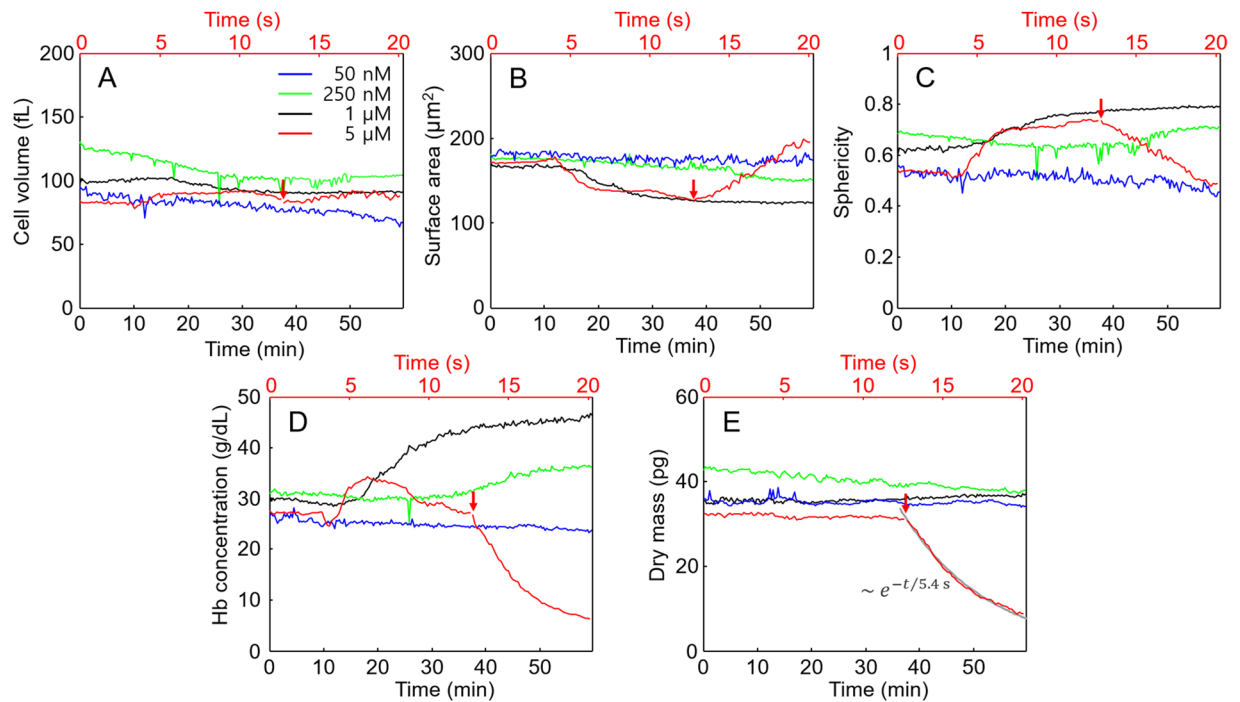 Time (s)
0 5 10 15 20
A
Cell volume (fL)
200
150
100
50
0
50 nM
250 nM
1 μM
5 μM
0 10 20 30 40 50
Time (min)
Time (s)
0 5 10 15 20
B
Surface area (μm²)
300
200
100
0
0 10 20 30 40 50
Time (min)
Time (s)
0 5 10 15 20
C
Sphericity
0.8
0.6
0.4
0.2
0
0 10 20 30 40 50
Time (min)
Time (s)
0 5 10 15 20
D
Hb concentration (g/dL)
50
40
30
20
10
0
0 10 20 30 40 50
Time (min)
Time (s)
0 5 10 15 20
E
Dry mass (pg)
60
40
20
0
~ e^{-t/5.4 s}
0 10 20 30 40 50
Time (min)